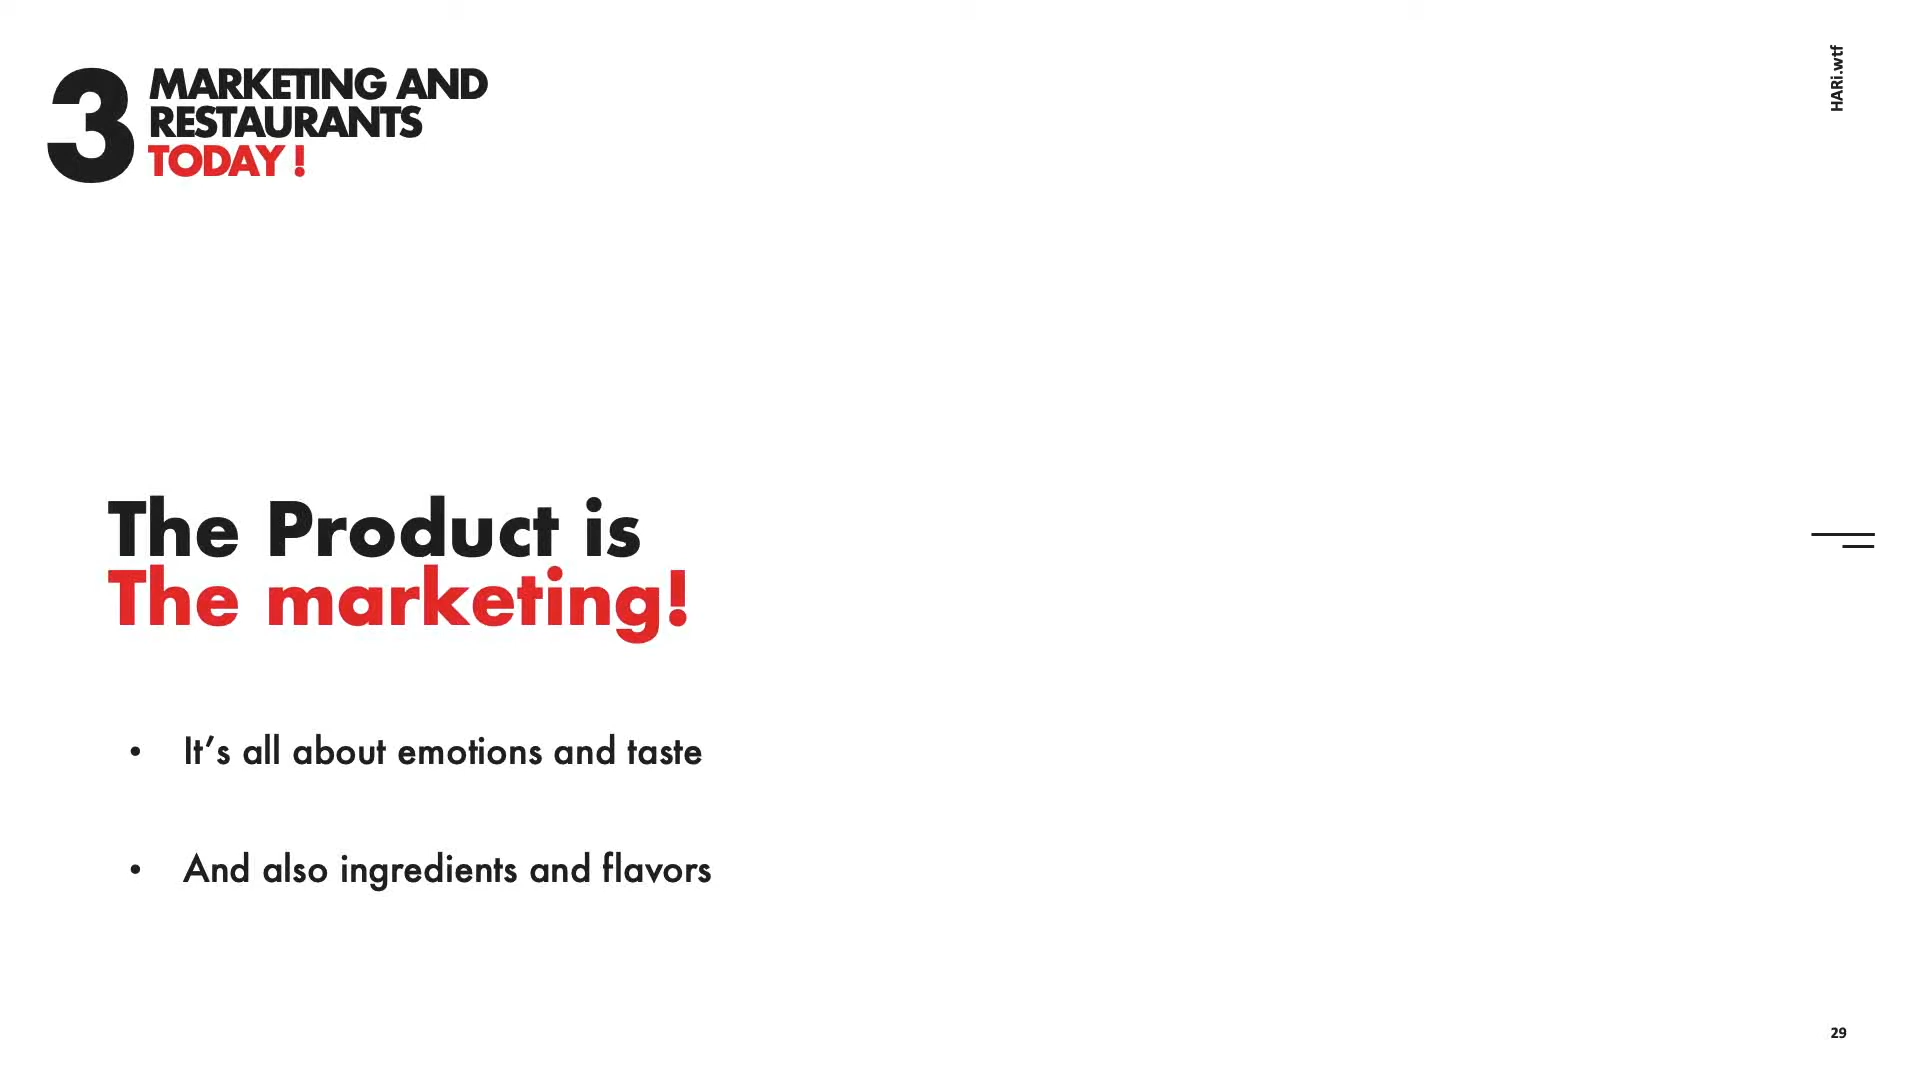 3
MARKETING AND
RESTAURANTS
TODAY !
HARi.wtf
The Product is
The marketing!
• It’s all about emotions and taste
• And also ingredients and flavors
29